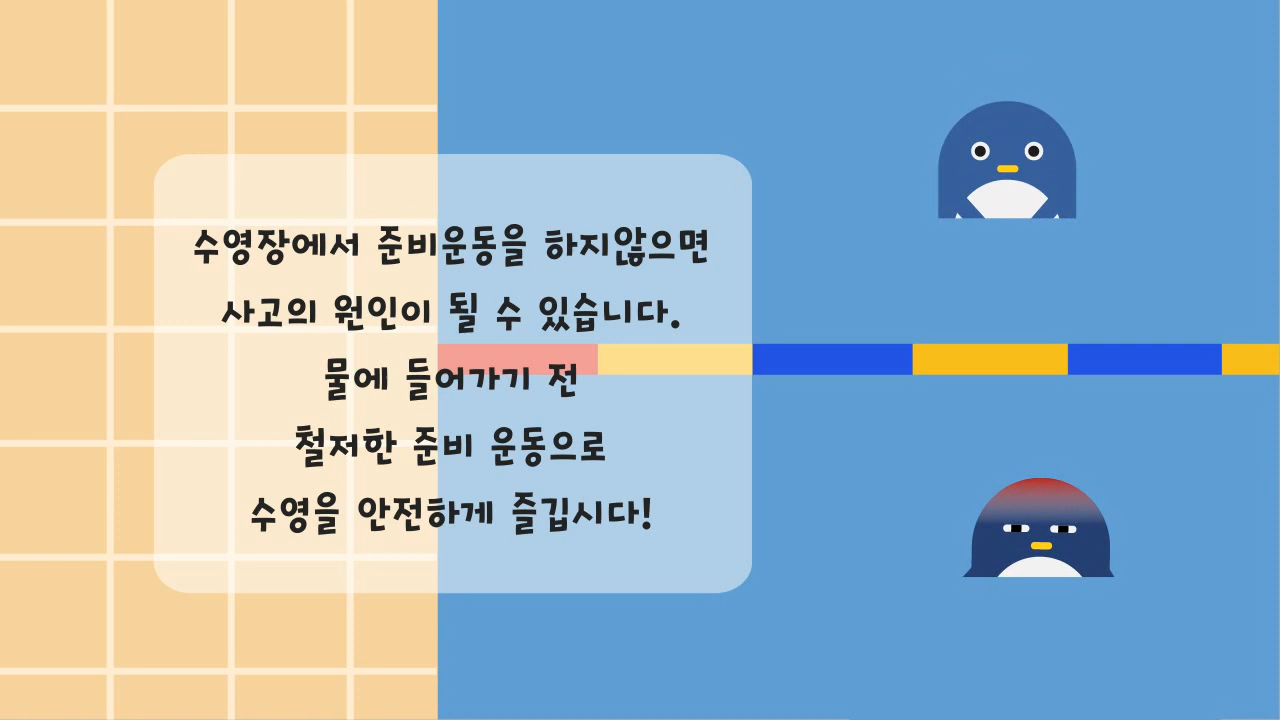 수영장에서 준비운동을 하지않으면
사고의 원인이 될 수 있습니다.
물에 들어가기 전
철저한 준비 운동으로
수영을 안전하게 즐깁시다!